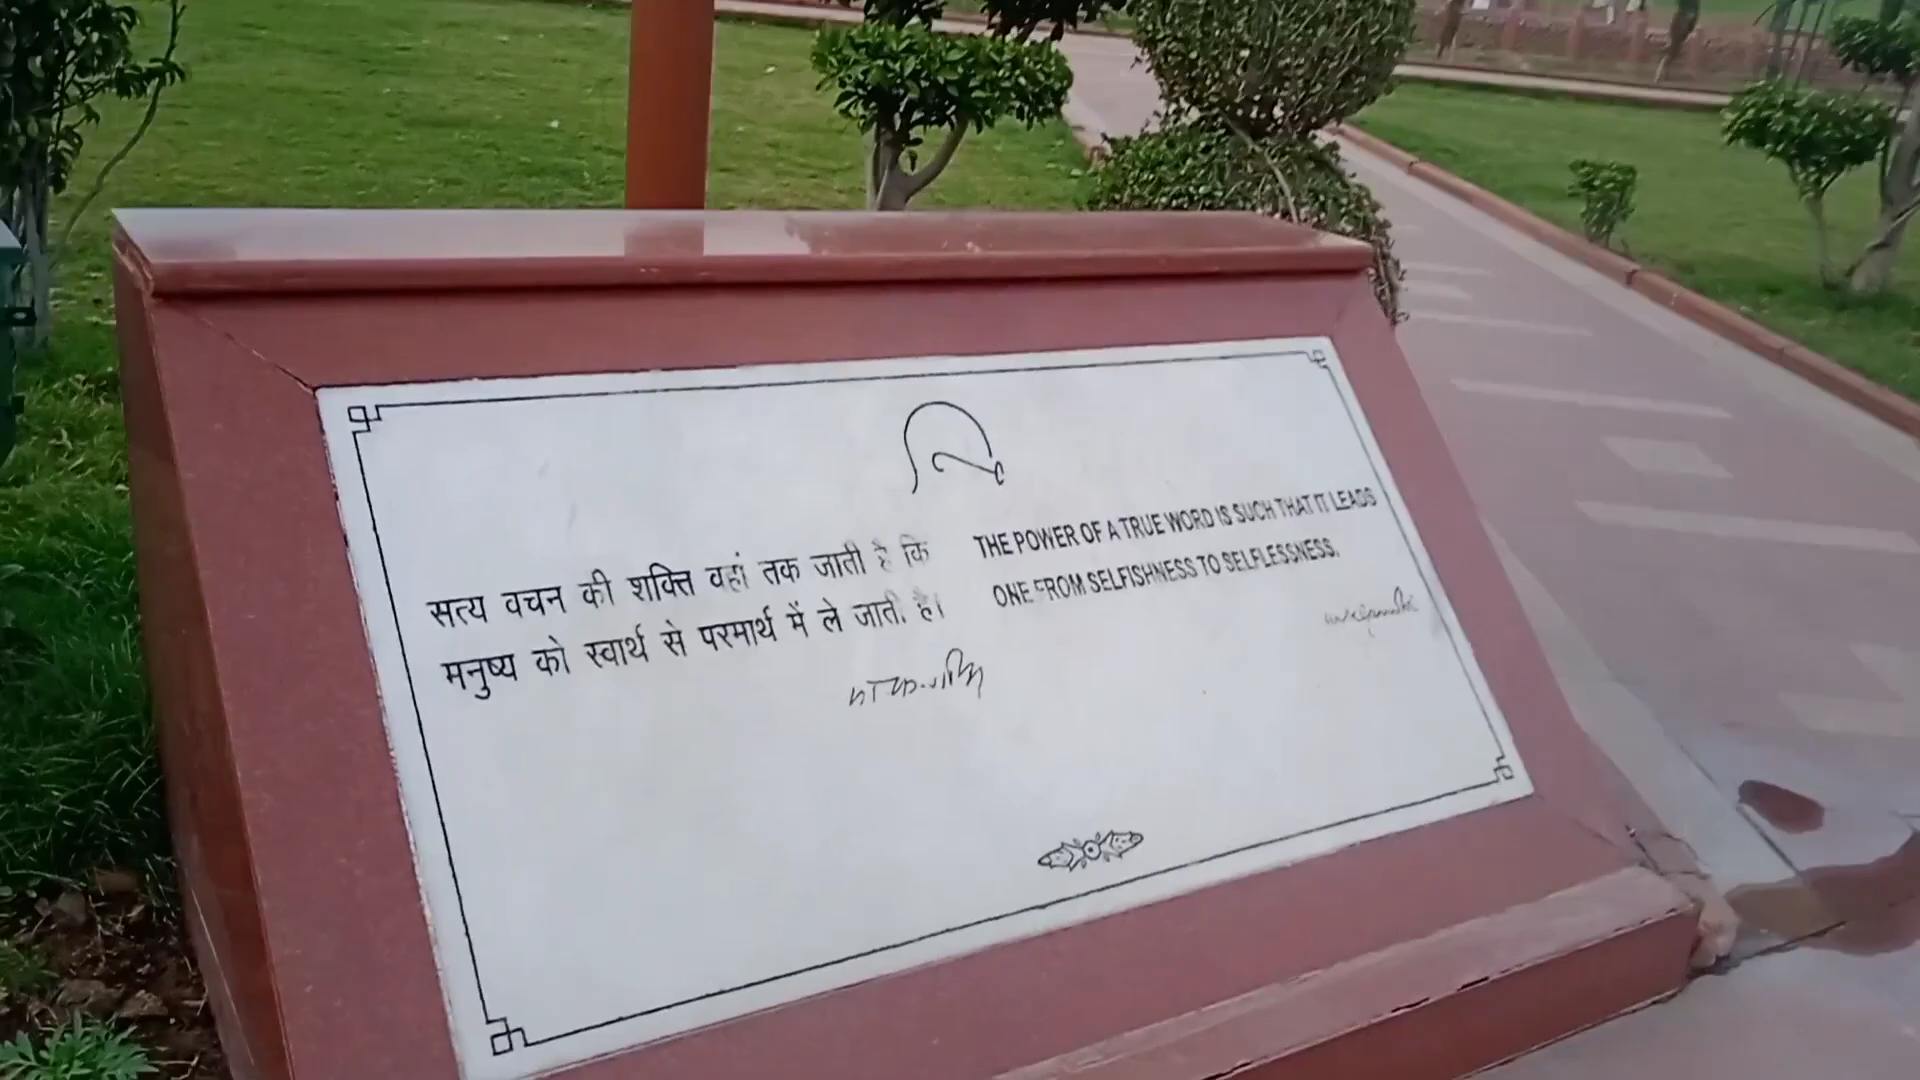 सत्य वचन की शक्ति वहां तक जाती है कि
मनुष्य को स्वार्थ से परमार्थ में ले जाती है।
THE POWER OF A TRUE WORD IS SUCH THAT IT LEADS
ONE FROM SELFISHNESS TO SELFLESSNESS.